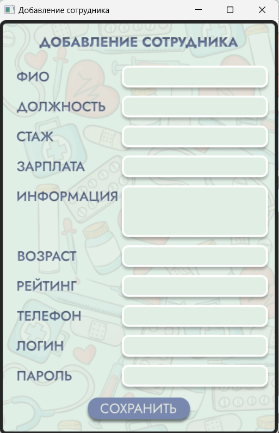 Добавление сотрудника
ДОБАВЛЕНИЕ СОТРУДНИКА
ФИО
ДОЛЖНОСТЬ
СТАЖ
ЗАРПЛАТА
ИНФОРМАЦИЯ
ВОЗРАСТ
РЕЙТИНГ
ТЕЛЕФОН
ЛОГИН
ПАРОЛЬ
СОХРАНИТЬ